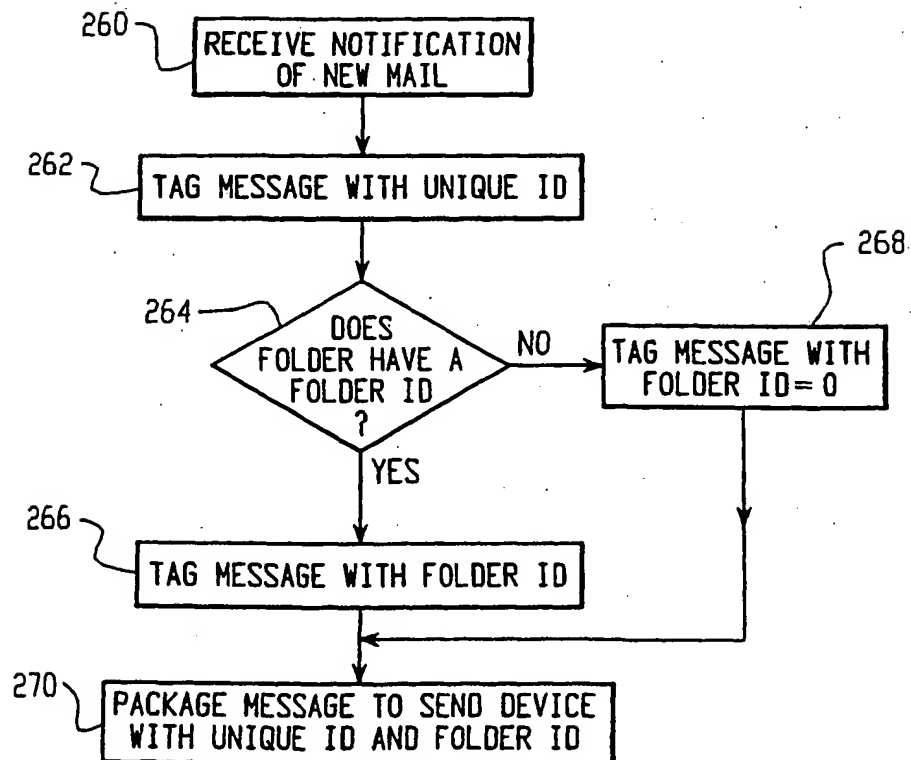 260
RECEIVE NOTIFICATION
OF NEW MAIL
262
TAG MESSAGE WITH UNIQUE ID
264
DOES
FOLDER HAVE A
FOLDER ID
?
NO
268
TAG MESSAGE WITH
FOLDER ID=0
YES
266
TAG MESSAGE WITH FOLDER ID
270
PACKAGE MESSAGE TO SEND DEVICE
WITH UNIQUE ID AND FOLDER ID